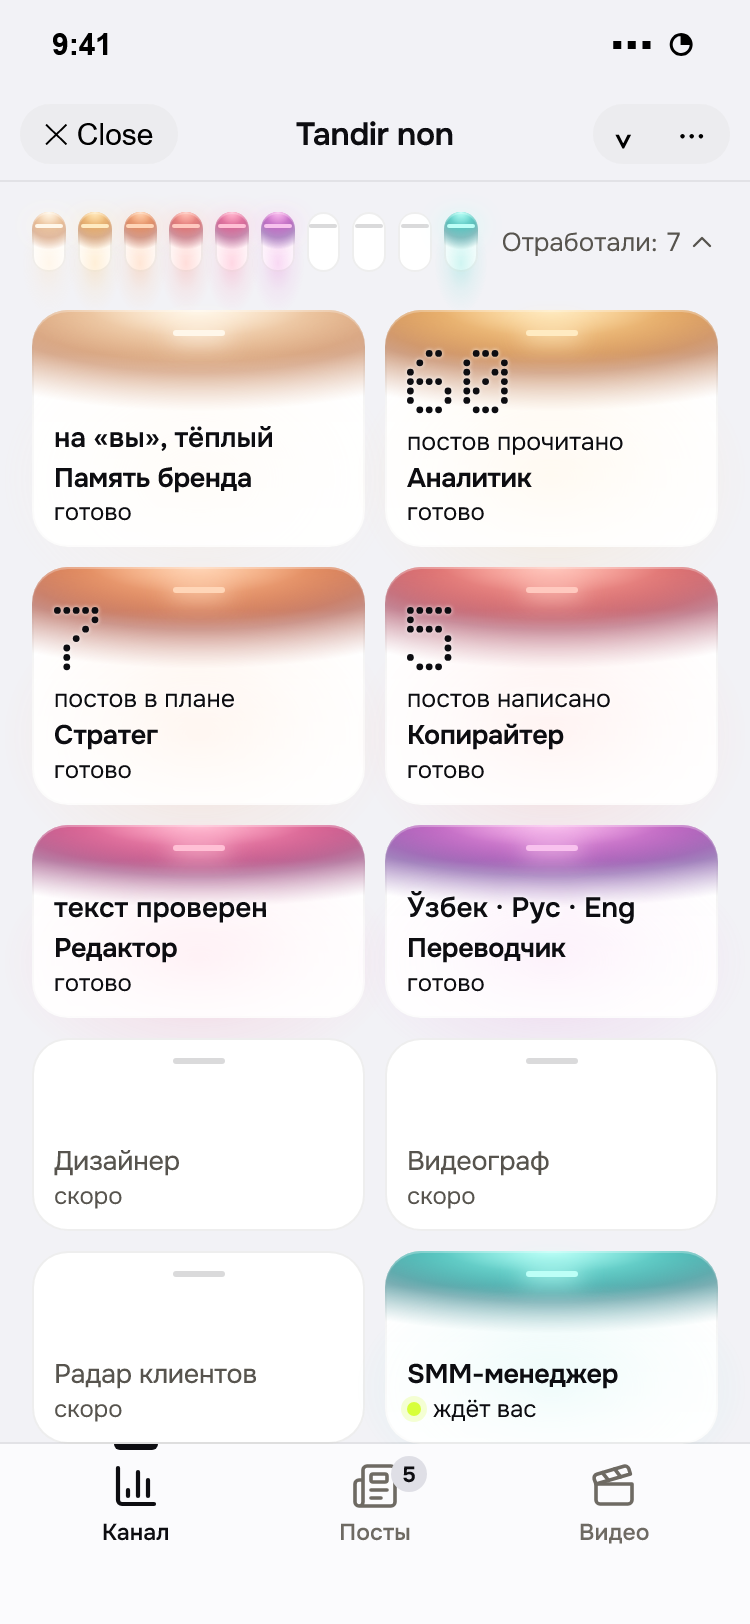 9:41
Close
Tandir non
Отработали: 7
на «вы», тёплый
Память бренда
готово
60
постов прочитано
Аналитик
готово
7
постов в плане
Стратег
готово
5
постов написано
Копирайтер
готово
текст проверен
Редактор
готово
Ўзбек · Рус · Eng
Переводчик
готово
Дизайнер
скоро
Видеограф
скоро
Радар клиентов
скоро
SMM-менеджер
ждёт вас
Канал
5
Посты
Видео